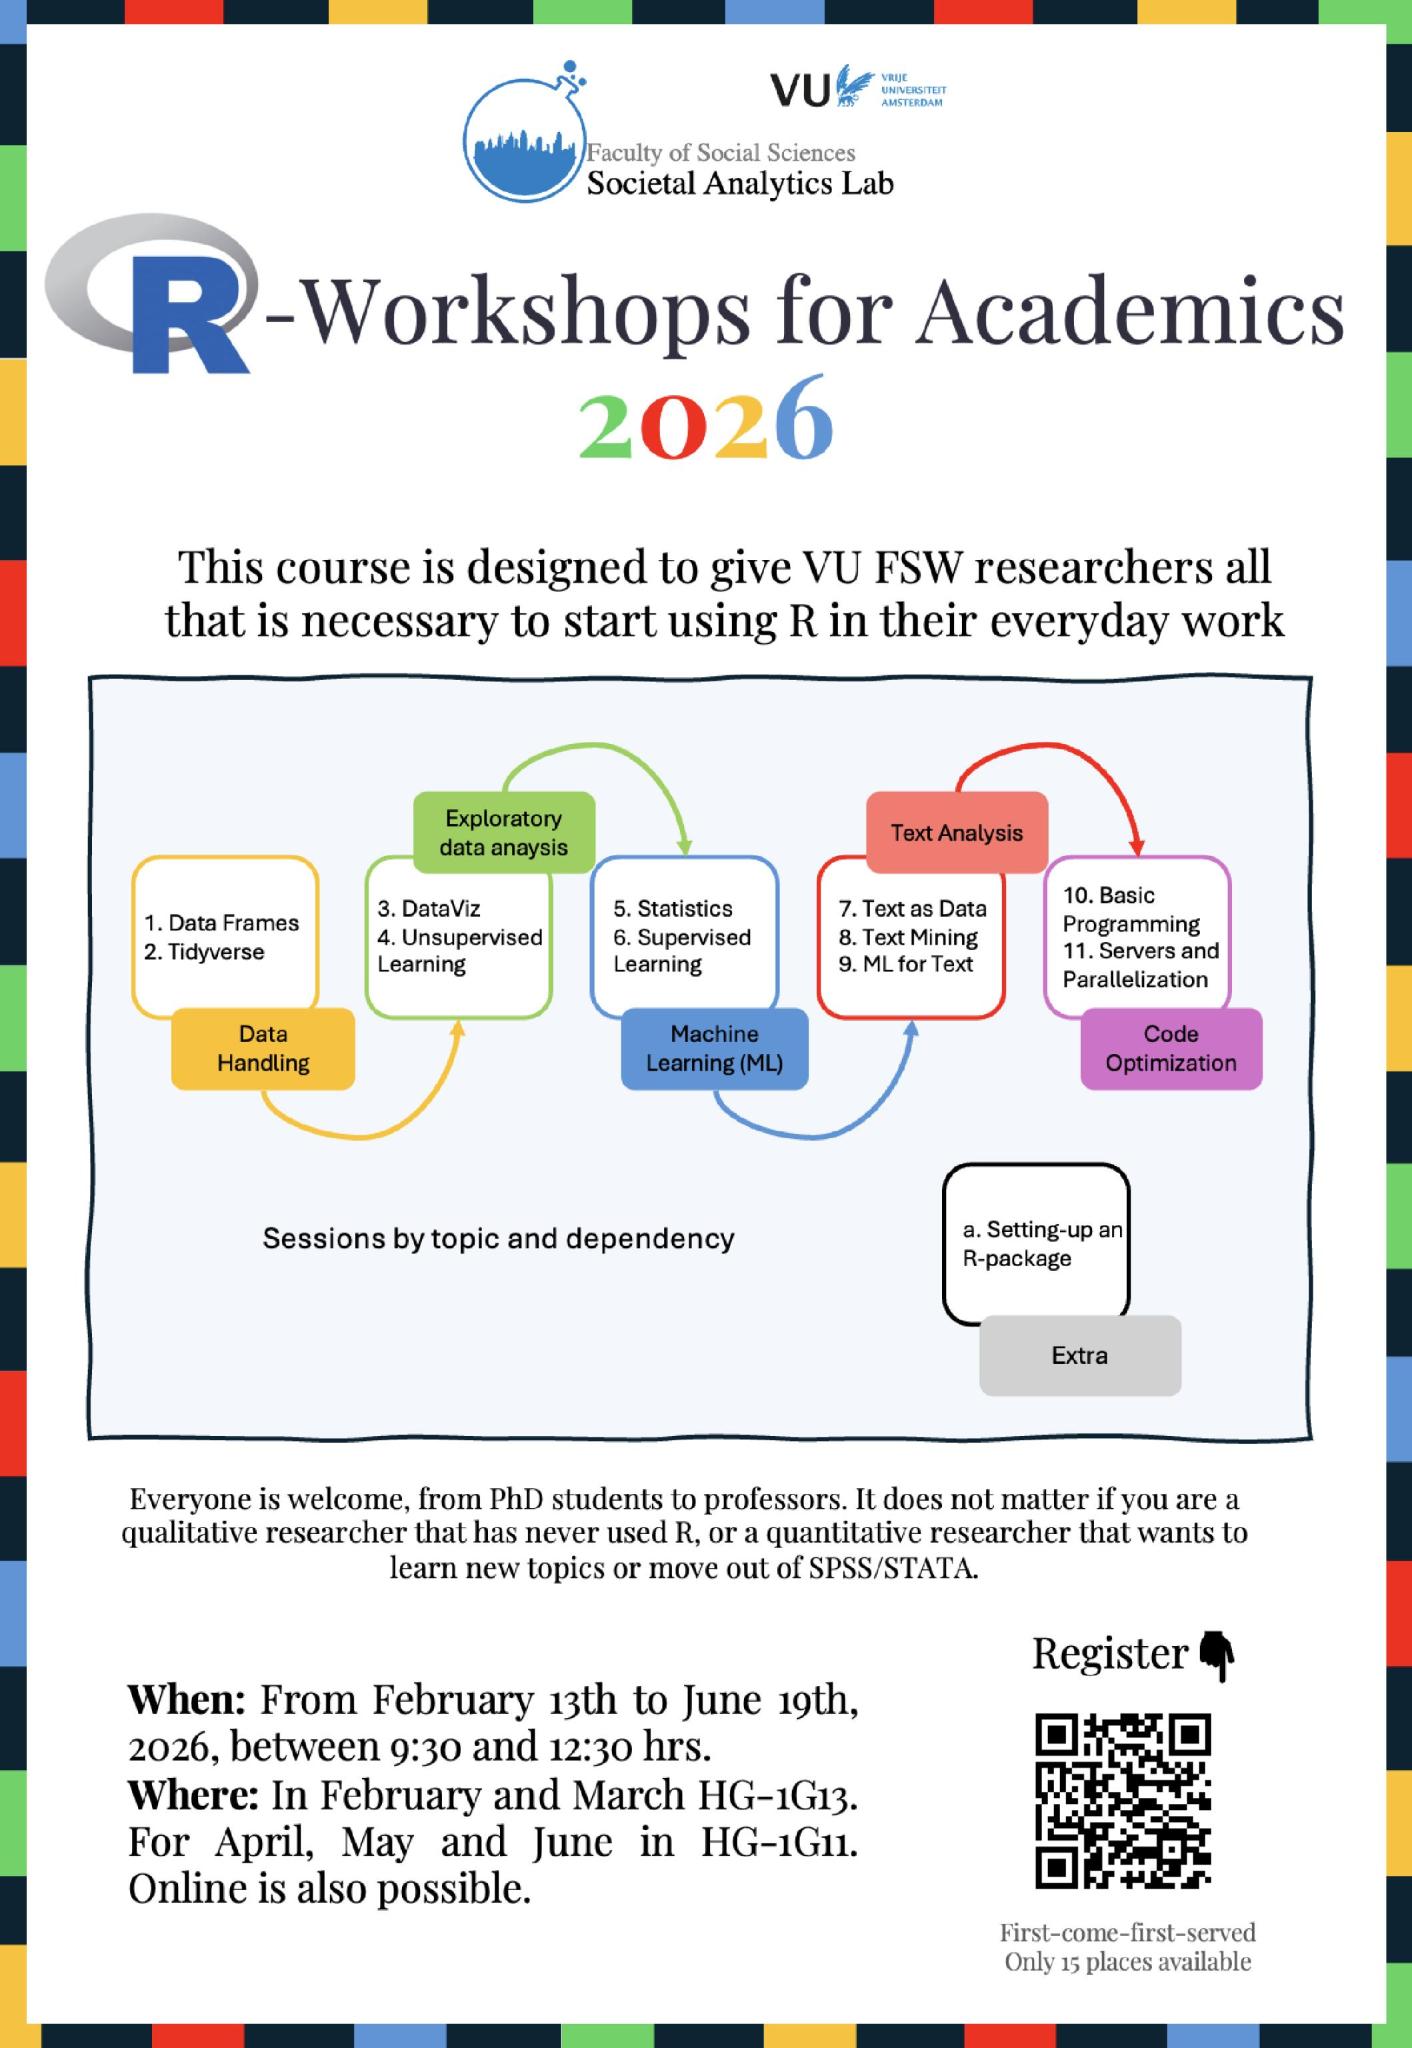 VU
VRIJE
UNIVERSITEIT
AMSTERDAM
Faculty of Social Sciences
Societal Analytics Lab
R-Workshops for Academics
2026
This course is designed to give VU FSW researchers all
that is necessary to start using R in their everyday work
Exploratory
data anaysis
Text Analysis
1. Data Frames
2. Tidyverse
3. DataViz
4. Unsupervised
Learning
5. Statistics
6. Supervised
Learning
7. Text as Data
8. Text Mining
9. ML for Text
10. Basic
Programming
11. Servers and
Parallelization
Data
Handling
Machine
Learning (ML)
Code
Optimization
Sessions by topic and dependency
a. Setting-up an
R-package
Extra
Everyone is welcome, from PhD students to professors. It does not matter if you are a
qualitative researcher that has never used R, or a quantitative researcher that wants to
learn new topics or move out of SPSS/STATA.
Register
When: From February 13th to June 19th,
2026, between 9:30 and 12:30 hrs.
Where: In February and March HG-1G13.
For April, May and June in HG-1G11.
Online is also possible.
First-come-first-served
Only 15 places available